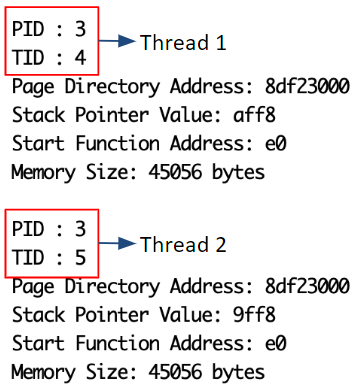 PID : 3
Thread 1
TID : 4
Page Directory Address: 8df23000
Stack Pointer Value: aff8
Start Function Address: e0
Memory Size: 45056 bytes
PID : 3
Thread 2
TID : 5
Page Directory Address: 8df23000
Stack Pointer Value: 9ff8
Start Function Address: e0
Memory Size: 45056 bytes